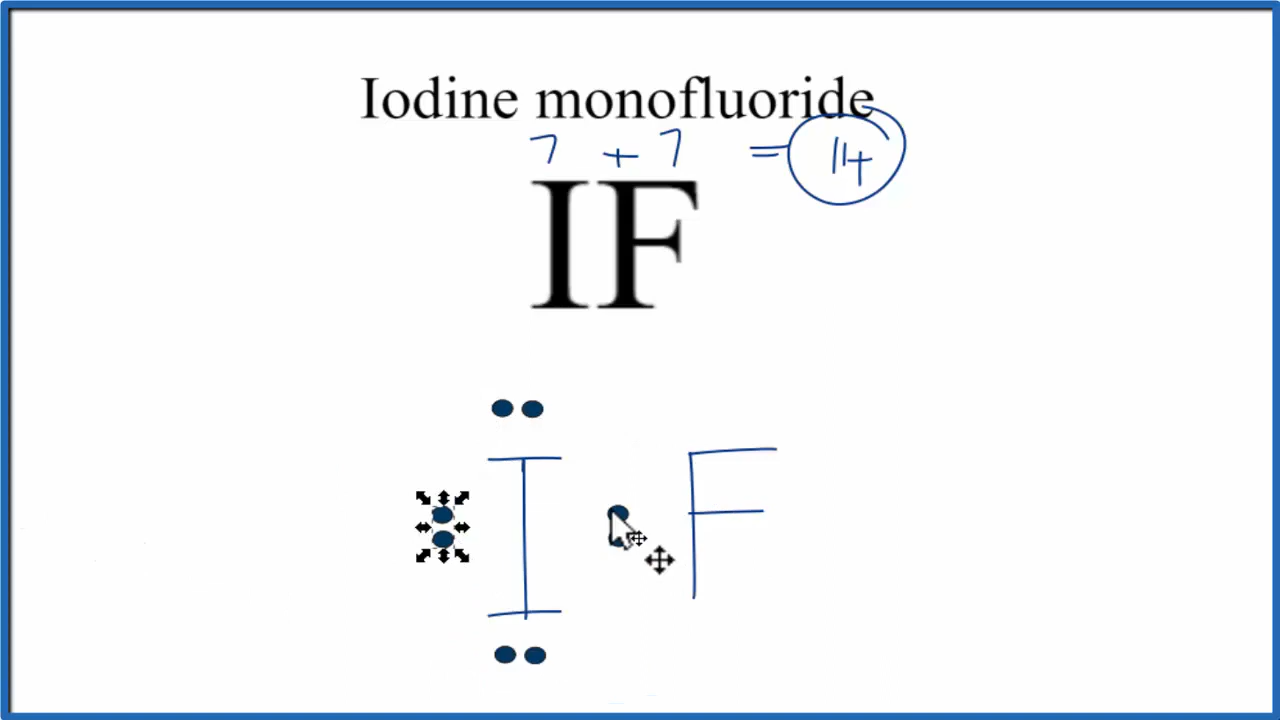 Iodine monofluoride
7 + 7 = 14
IF
I F